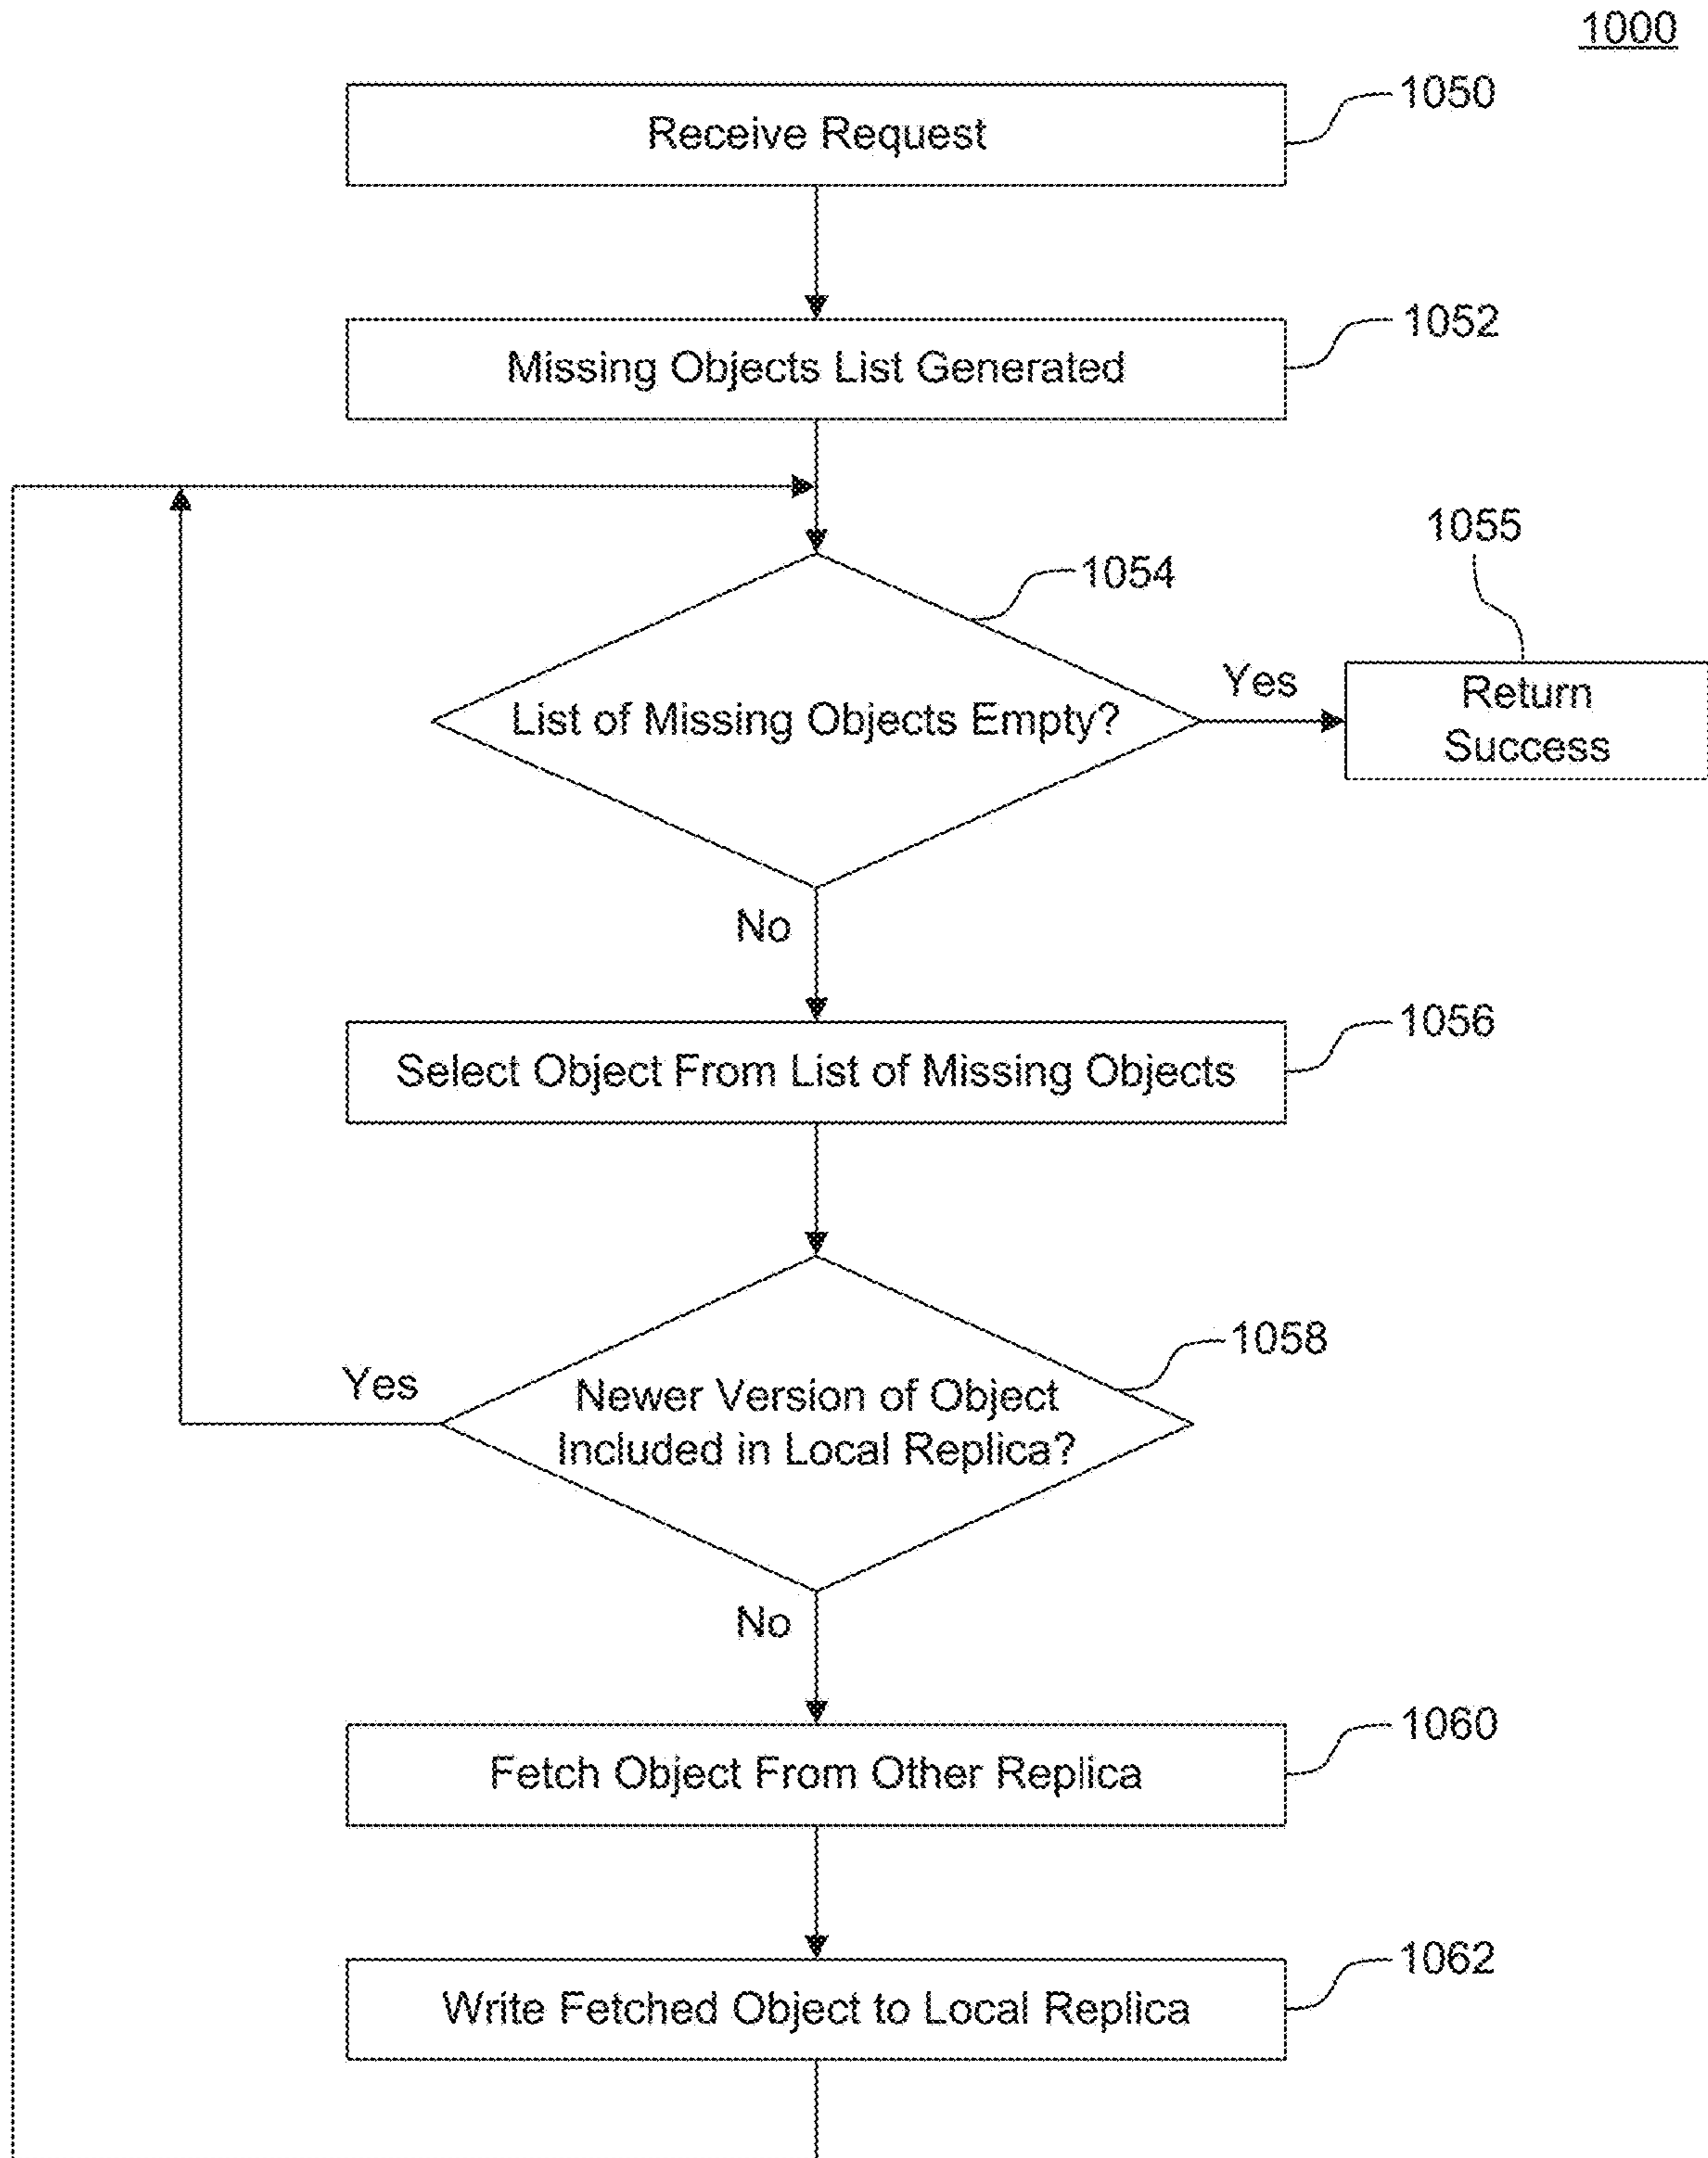 1000
Receive Request
1050
Missing Objects List Generated
1052
1054
1055
List of Missing Objects Empty?
Yes
Return
Success
No
Select Object From List of Missing Objects
1056
1058
Yes
Newer Version of Object
Included in Local Replica?
No
Fetch Object From Other Replica
1060
Write Fetched Object to Local Replica
1062